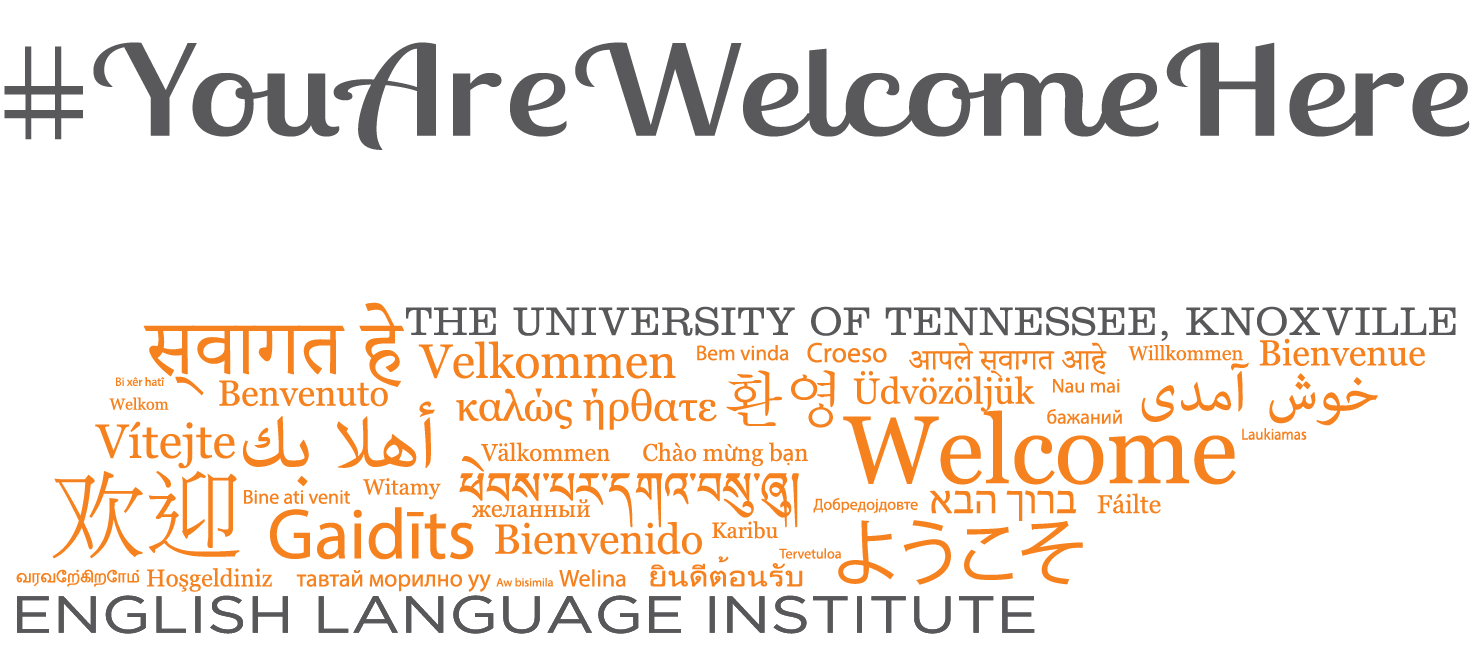 #YouAreWelcomeHere
THE UNIVERSITY OF TENNESSEE, KNOXVILLE
स्वागत हे
Velkommen
Bem vinda
Croeso
आपले स्वागत आहे
Willkommen
Bienvenue
Bi xêr hatî
Benvenuto
Welkom
καλώς ήρθατε
환영
Üdvözöljük
Nau mai
خوش آمدی
бажаний
Vítejte
أهلا بك
Välkommen
Chào mừng bạn
Welcome
Laukiamas
欢迎
Bine ati venit
Witamy
ཕེབས་པར་དགའ་བསུ་ཞུ།
желанный
Добредојдовте
ברוך הבא
Fáilte
Gaidīts
Bienvenido
Karibu
Tervetuloa
ようこそ
வரவேற்கிறோம்
Hoşgeldiniz
тавтай морилно уу
Aw bisimila
Welina
ยินดีต้อนรับ
ENGLISH LANGUAGE INSTITUTE